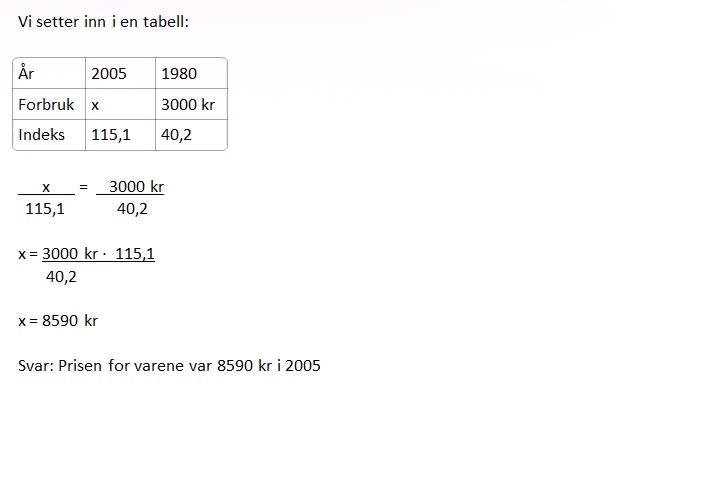 Vi setter inn i en tabell:
År 2005 1980
Forbruk x 3000 kr
Indeks 115,1 40,2
x = 3000 kr
115,1 40,2
x = 3000 kr · 115,1
40,2
x = 8590 kr
Svar: Prisen for varene var 8590 kr i 2005